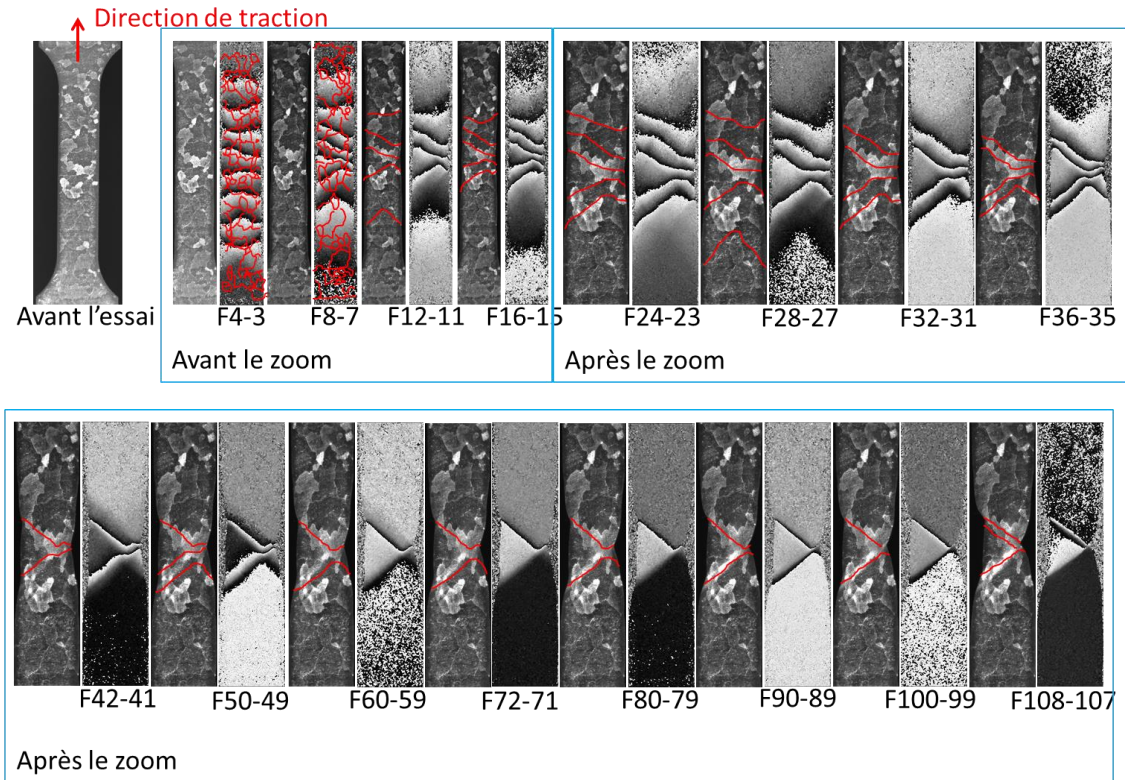 Direction de traction
Avant l’essai
F4-3
F8-7
F12-11
F16-15
F24-23
F28-27
F32-31
F36-35
Avant le zoom
Après le zoom
F42-41
F50-49
F60-59
F72-71
F80-79
F90-89
F100-99
F108-107
Après le zoom